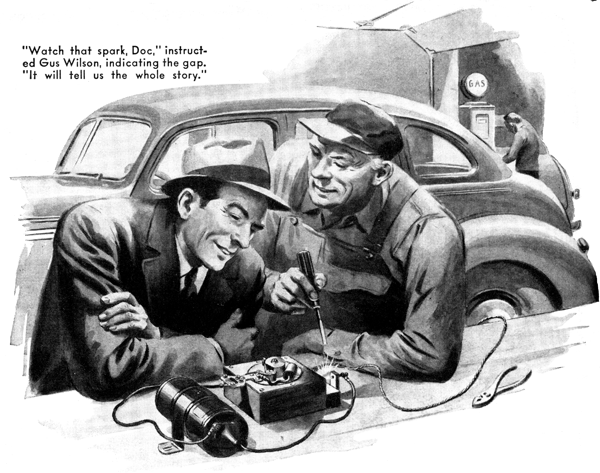 "Watch that spark, Doc," instruct-
ed Gus Wilson, indicating the gap.
"It will tell us the whole story."
GAS